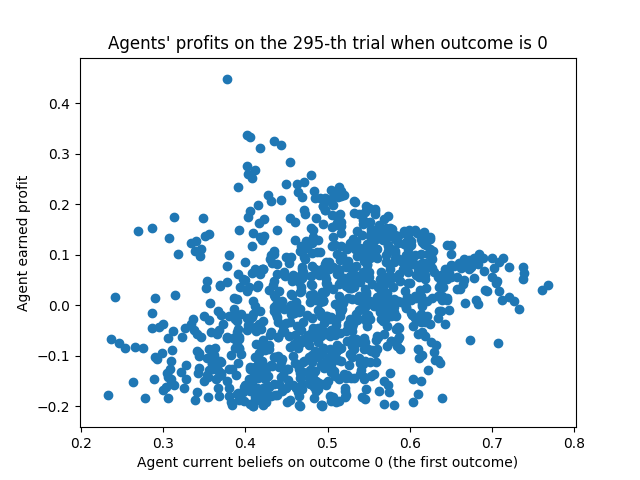 Agents' profits on the 295-th trial when outcome is 0
Agent earned profit
0.4
0.3
0.2
0.1
0.0
−0.1
−0.2
0.2 0.3 0.4 0.5 0.6 0.7 0.8
Agent current beliefs on outcome 0 (the first outcome)